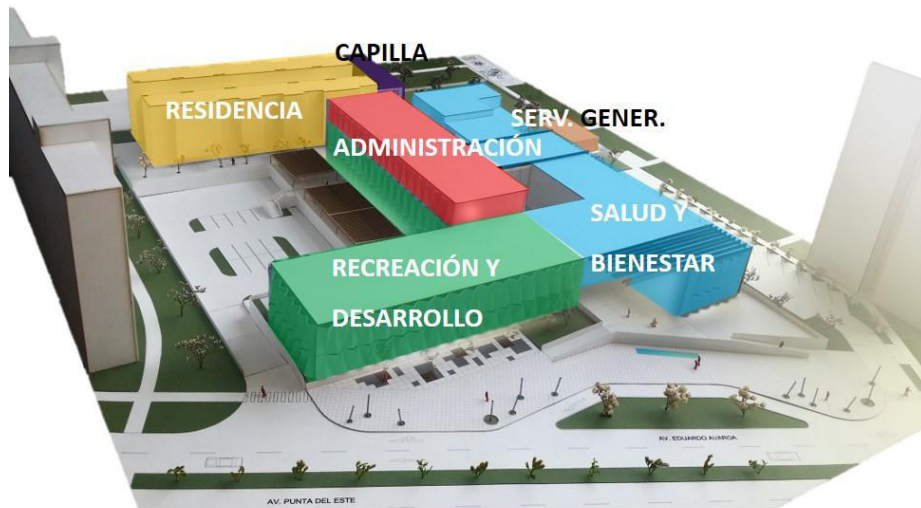 CAPILLA
RESIDENCIA
SERV. GENER.
ADMINISTRACIÓN
SALUD Y
BIENESTAR
RECREACIÓN Y
DESARROLLO
AV. EDUARDO AVAROA
AV. PUNTA DEL ESTE